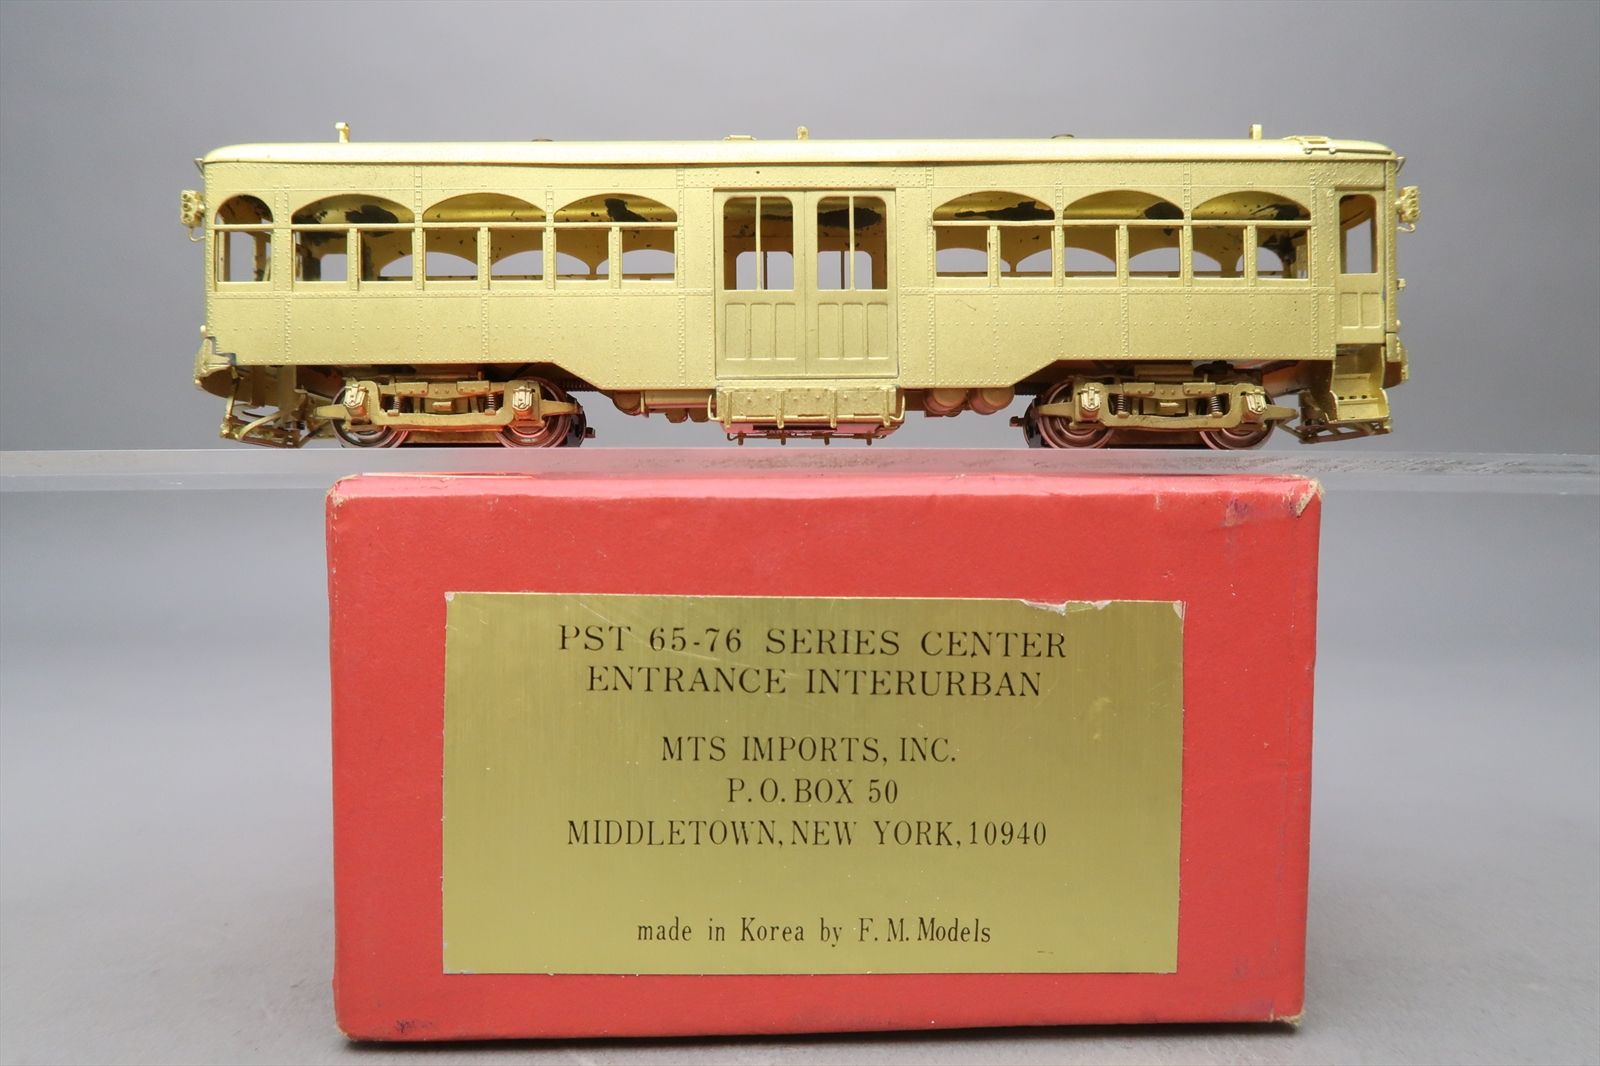 PST 65-76 SERIES CENTER
ENTRANCE INTERURBAN
MTS IMPORTS, INC.
P.O. BOX 50
MIDDLETOWN, NEW YORK, 10940
made in Korea by F. M. Models